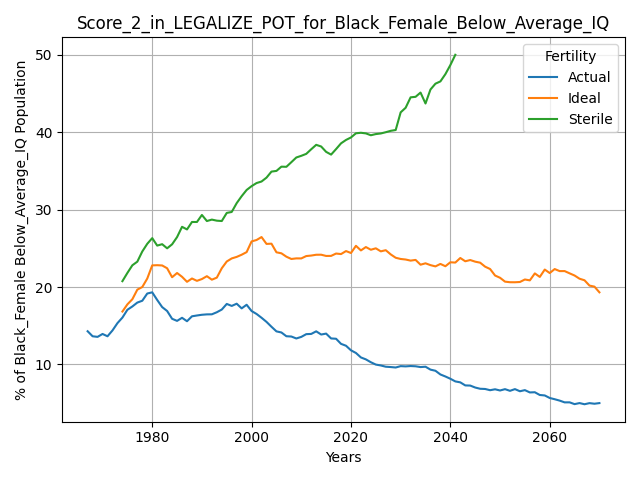 Score_2_in_LEGALIZE_POT_for_Black_Female_Below_Average_IQ
% of Black_Female Below_Average_IQ Population
50
40
30
20
10
Fertility
Actual
Ideal
Sterile
1980
2000
2020
2040
2060
Years